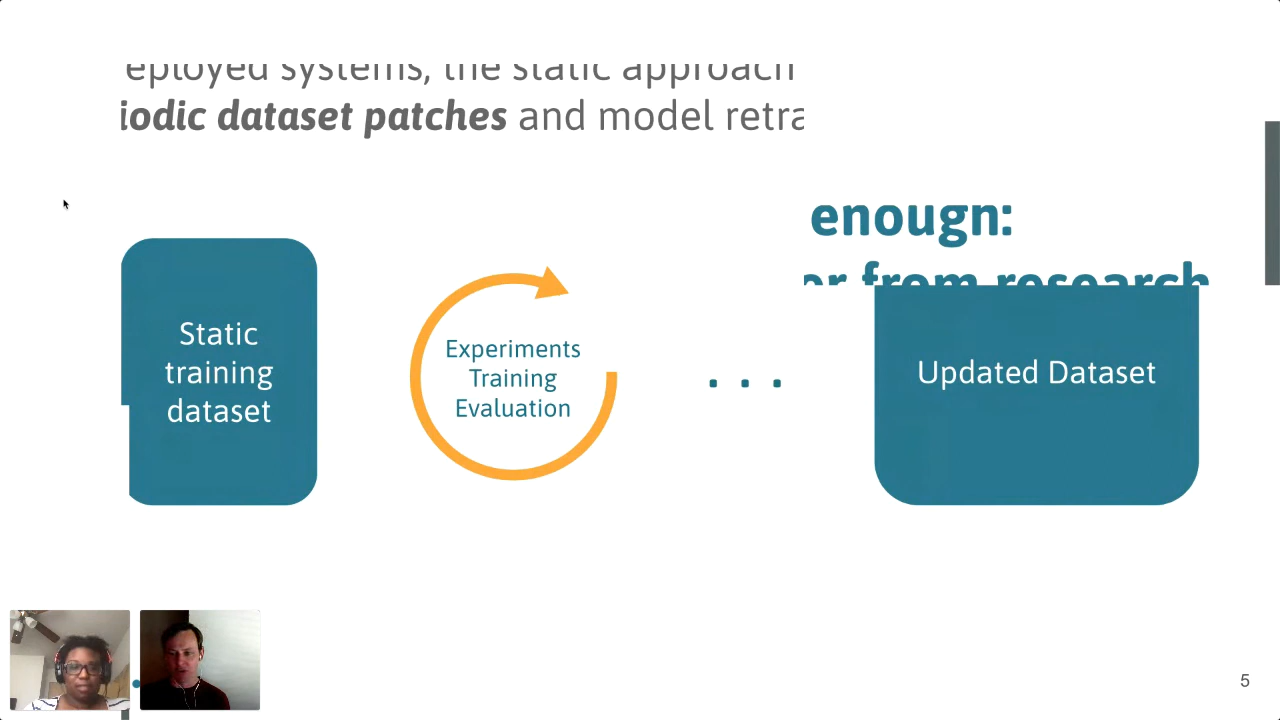 eployed systems, the static approach
iodic dataset patches and model retra
enough:
er from research
Static
training
dataset
Experiments
Training
Evaluation
. . .
Updated Dataset
5